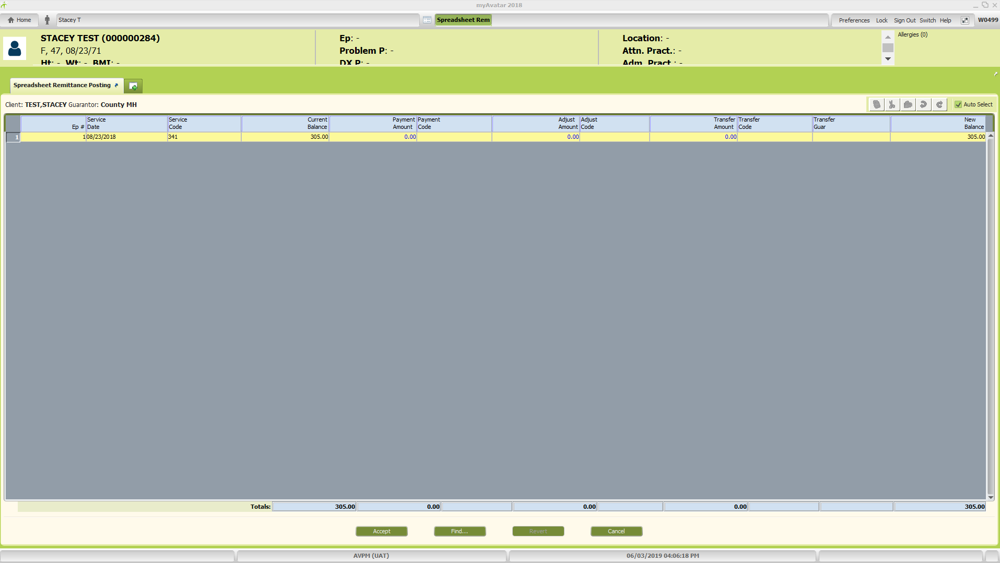 myAvatar 2018
Home
Stacey T
Spreadsheet Rem
Preferences Lock Sign Out Switch Help
W0499
STACEY TEST (000000284)
F, 47, 08/23/71
Ht: - Wt: - BMI: -
Ep: -
Problem P: -
DX P: -
Location: -
Attn. Pract.: -
Adm. Pract.: -
Allergies (0)
Spreadsheet Remittance Posting
Client: TEST,STACEY Guarantor: County MH
Auto Select
Ep # Service Date Service Code Current Balance Payment Amount Payment Code Adjust Amount Adjust Code Transfer Amount Transfer Code Transfer Guar New Balance
1 1 08/23/2018 341 305.00 0.00 0.00 0.00 305.00
Totals: 305.00 0.00 0.00 0.00 305.00
Accept Find... Revert Cancel
AVPM (UAT) 06/03/2019 04:06:18 PM